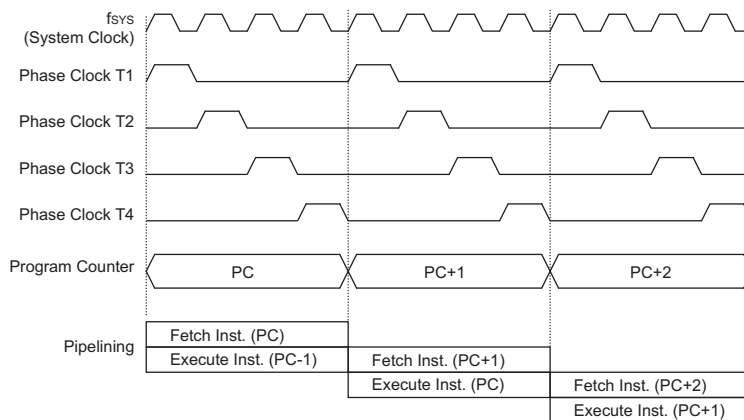 fSYS
(System Clock)
Phase Clock T1
Phase Clock T2
Phase Clock T3
Phase Clock T4
Program Counter
PC
PC+1
PC+2
Pipelining
Fetch Inst. (PC)
Execute Inst. (PC-1)
Fetch Inst. (PC+1)
Execute Inst. (PC)
Fetch Inst. (PC+2)
Execute Inst. (PC+1)